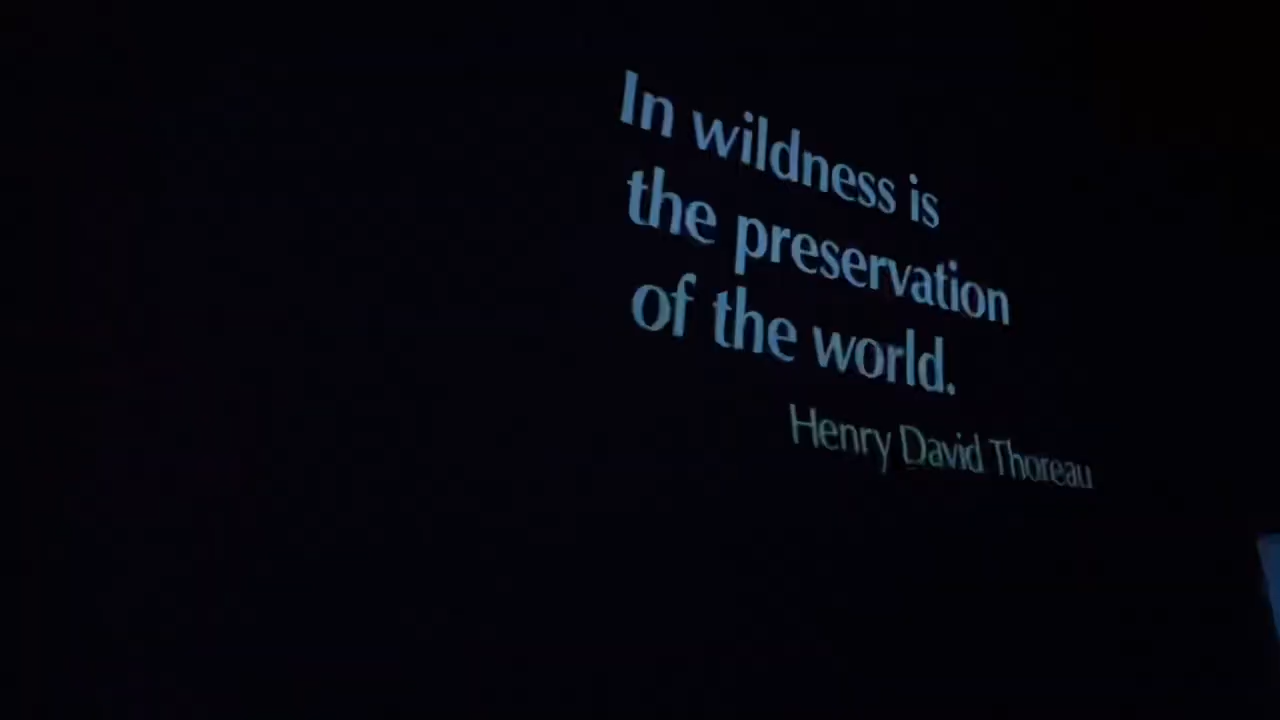 In wildness is
the preservation
of the world.
Henry David Thoreau